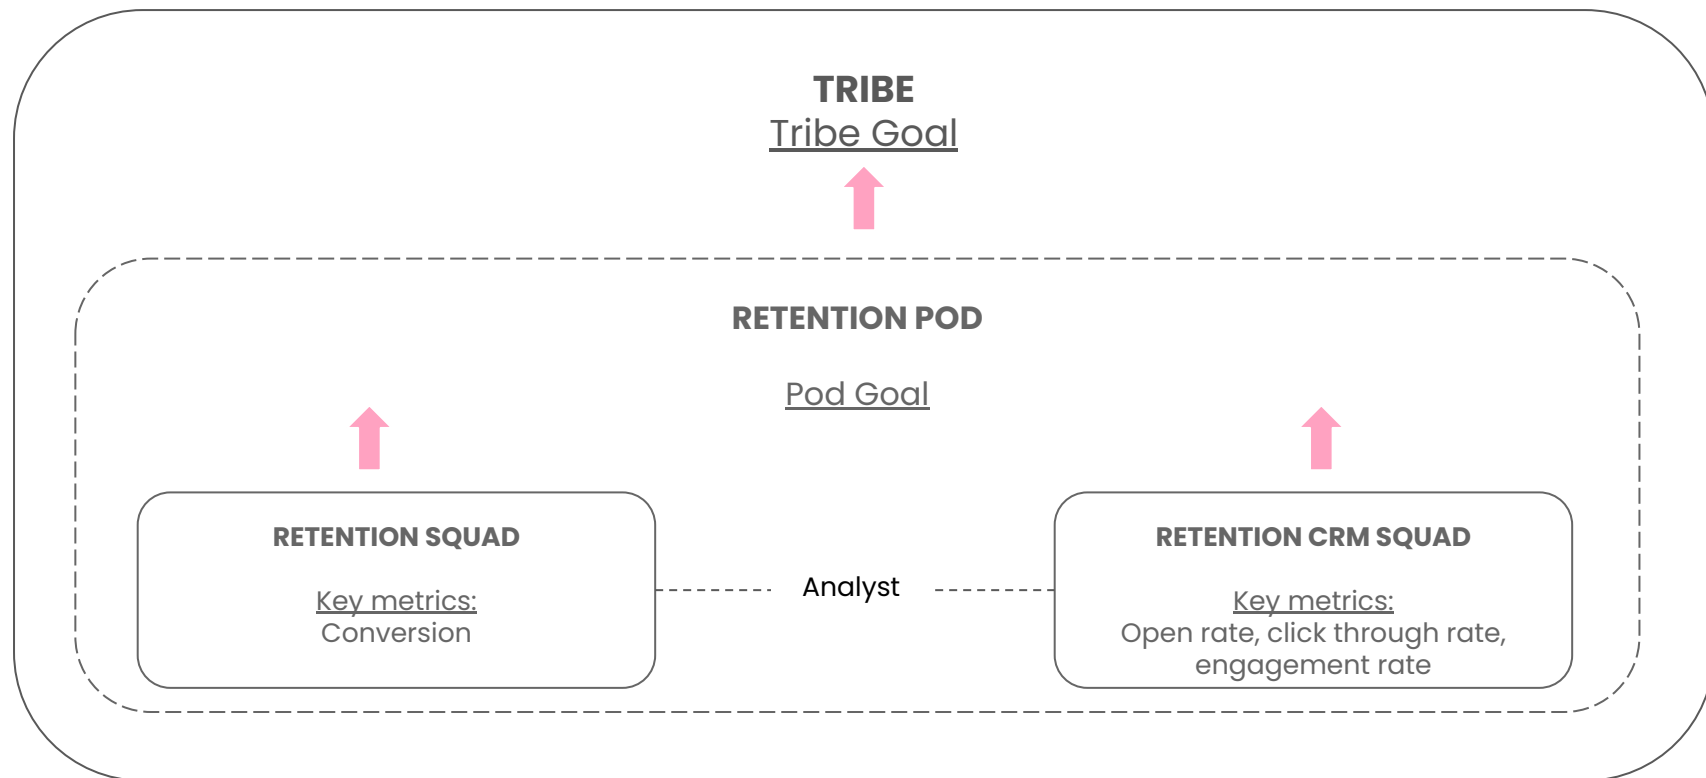 TRIBE
Tribe Goal
RETENTION POD
Pod Goal
RETENTION SQUAD
Key metrics:
Conversion
Analyst
RETENTION CRM SQUAD
Key metrics:
Open rate, click through rate,
engagement rate